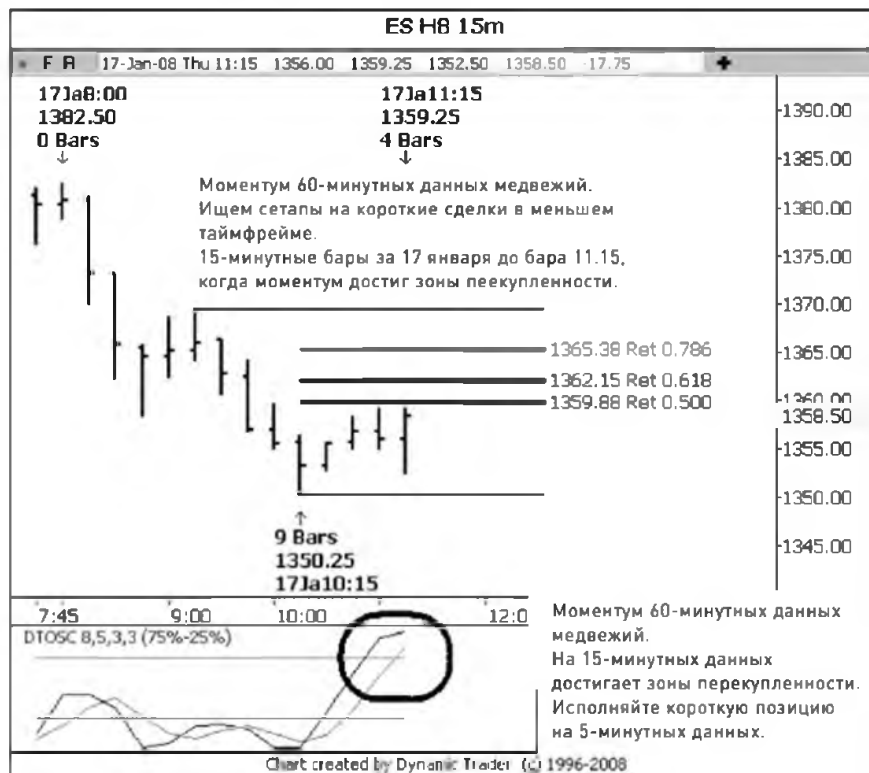 ES H8 15m
F R 17-Jan-08 Thu 11:15 1356.00 1359.25 1352.50 1358.50 -17.75
17Ja8:00
1382.50
0 Bars
17Ja11:15
1359.25
4 Bars
Моментум 60-минутных данных медвежий.
Ищем сетапы на короткие сделки в меньшем
таймфрейме.
15-минутные бары за 17 января до бара 11.15,
когда моментум достиг зоны пеекупленности.
1365.38 Ret 0.786
1362.15 Ret 0.618
1359.88 Ret 0.500
1390.00
1385.00
1380.00
1375.00
1370.00
1365.00
1360.00
1358.50
1355.00
1350.00
1345.00
9 Bars
1350.25
17Ja10:15
7:45 9:00 10:00 12:0
DTOSC 8,5,3,3 (75%-25%)
Моментум 60-минутных данных
медвежий.
На 15-минутных данных
достигает зоны перекупленности.
Исполняйте короткую позицию
на 5-минутных данных.
Chart created by Dynamic Trader (c) 1996-2008